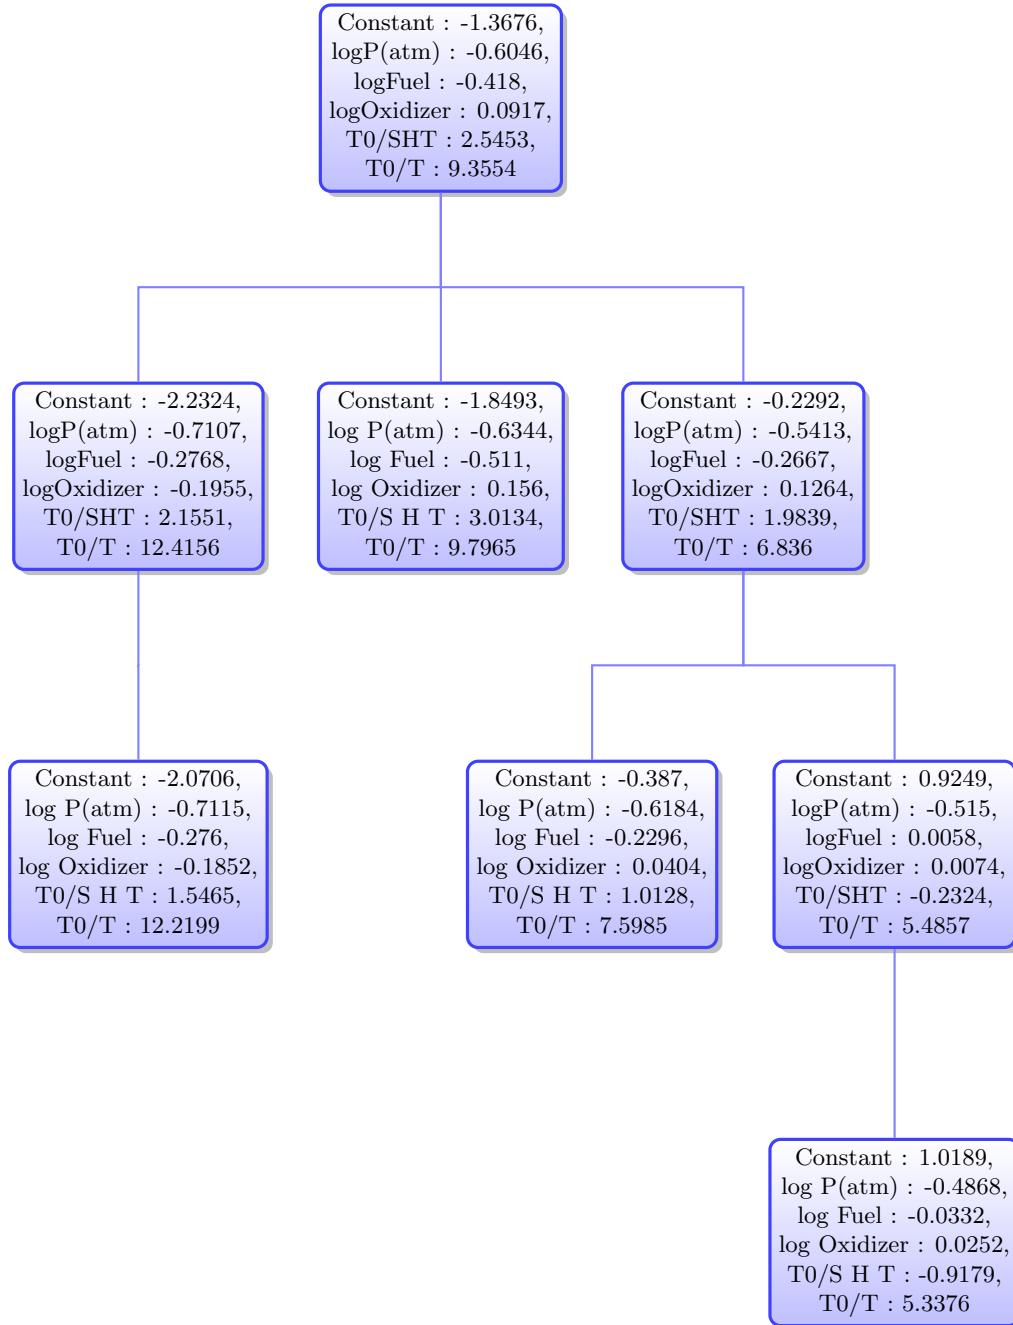 Constant : -1.3676,
logP(atm) : -0.6046,
logFuel : -0.418,
logOxidizer : 0.0917,
T0/SHT : 2.5453,
T0/T : 9.3554
Constant : -2.2324,
logP(atm) : -0.7107,
logFuel : -0.2768,
logOxidizer : -0.1955,
T0/SHT : 2.1551,
T0/T : 12.4156
Constant : -1.8493,
log P(atm) : -0.6344,
log Fuel : -0.511,
log Oxidizer : 0.156,
T0/S H T : 3.0134,
T0/T : 9.7965
Constant : -0.2292,
logP(atm) : -0.5413,
logFuel : -0.2667,
logOxidizer : 0.1264,
T0/SHT : 1.9839,
T0/T : 6.836
Constant : -2.0706,
log P(atm) : -0.7115,
log Fuel : -0.276,
log Oxidizer : -0.1852,
T0/S H T : 1.5465,
T0/T : 12.2199
Constant : -0.387,
log P(atm) : -0.6184,
log Fuel : -0.2296,
log Oxidizer : 0.0404,
T0/S H T : 1.0128,
T0/T : 7.5985
Constant : 0.9249,
logP(atm) : -0.515,
logFuel : 0.0058,
logOxidizer : 0.0074,
T0/SHT : -0.2324,
T0/T : 5.4857
Constant : 1.0189,
log P(atm) : -0.4868,
log Fuel : -0.0332,
log Oxidizer : 0.0252,
T0/S H T : -0.9179,
T0/T : 5.3376